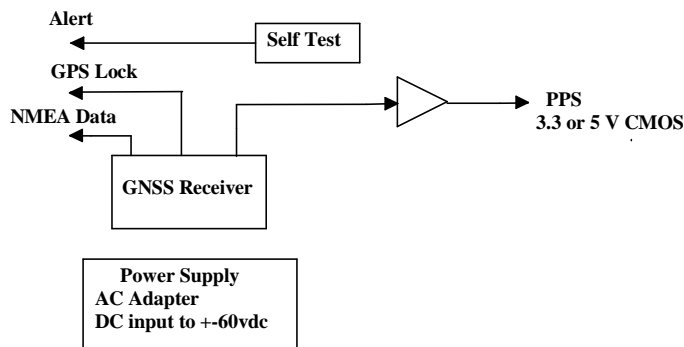 Alert
Self Test
GPS Lock
NMEA Data
PPS
3.3 or 5 V CMOS
GNSS Receiver
Power Supply
AC Adapter
DC input to +-60vdc